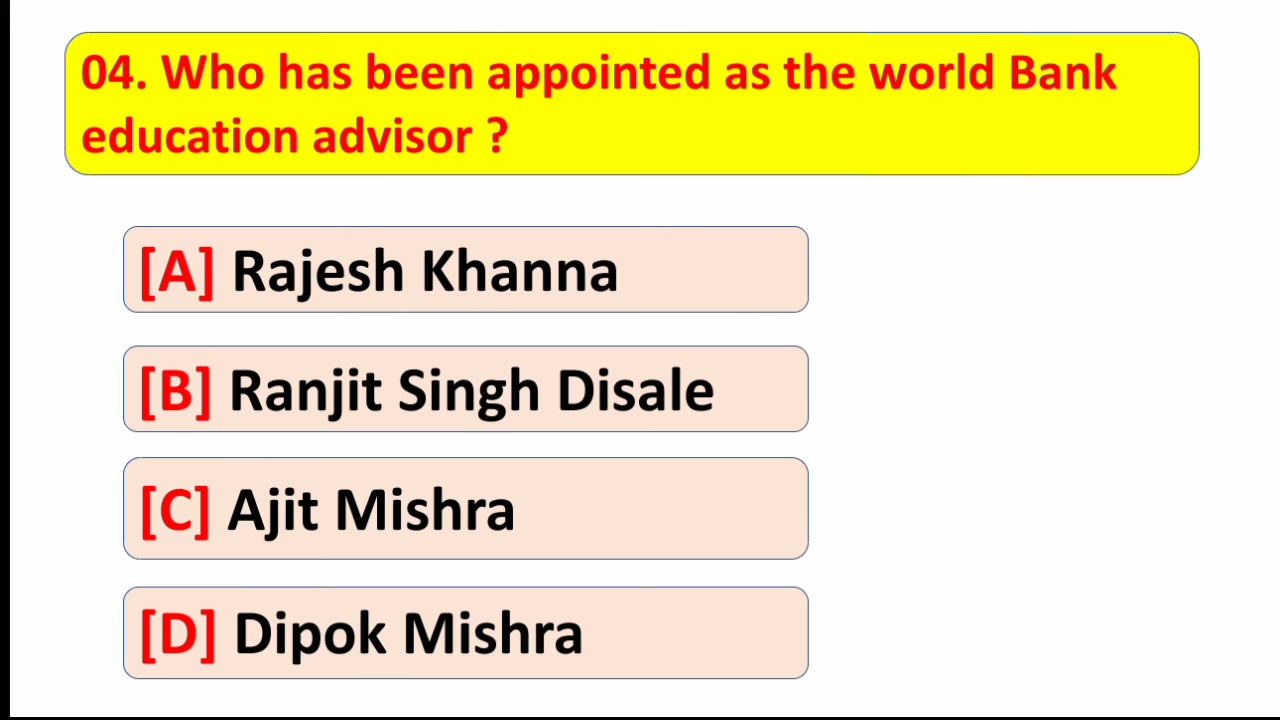 04. Who has been appointed as the world Bank
education advisor ?
[A] Rajesh Khanna
[B] Ranjit Singh Disale
[C] Ajit Mishra
[D] Dipok Mishra